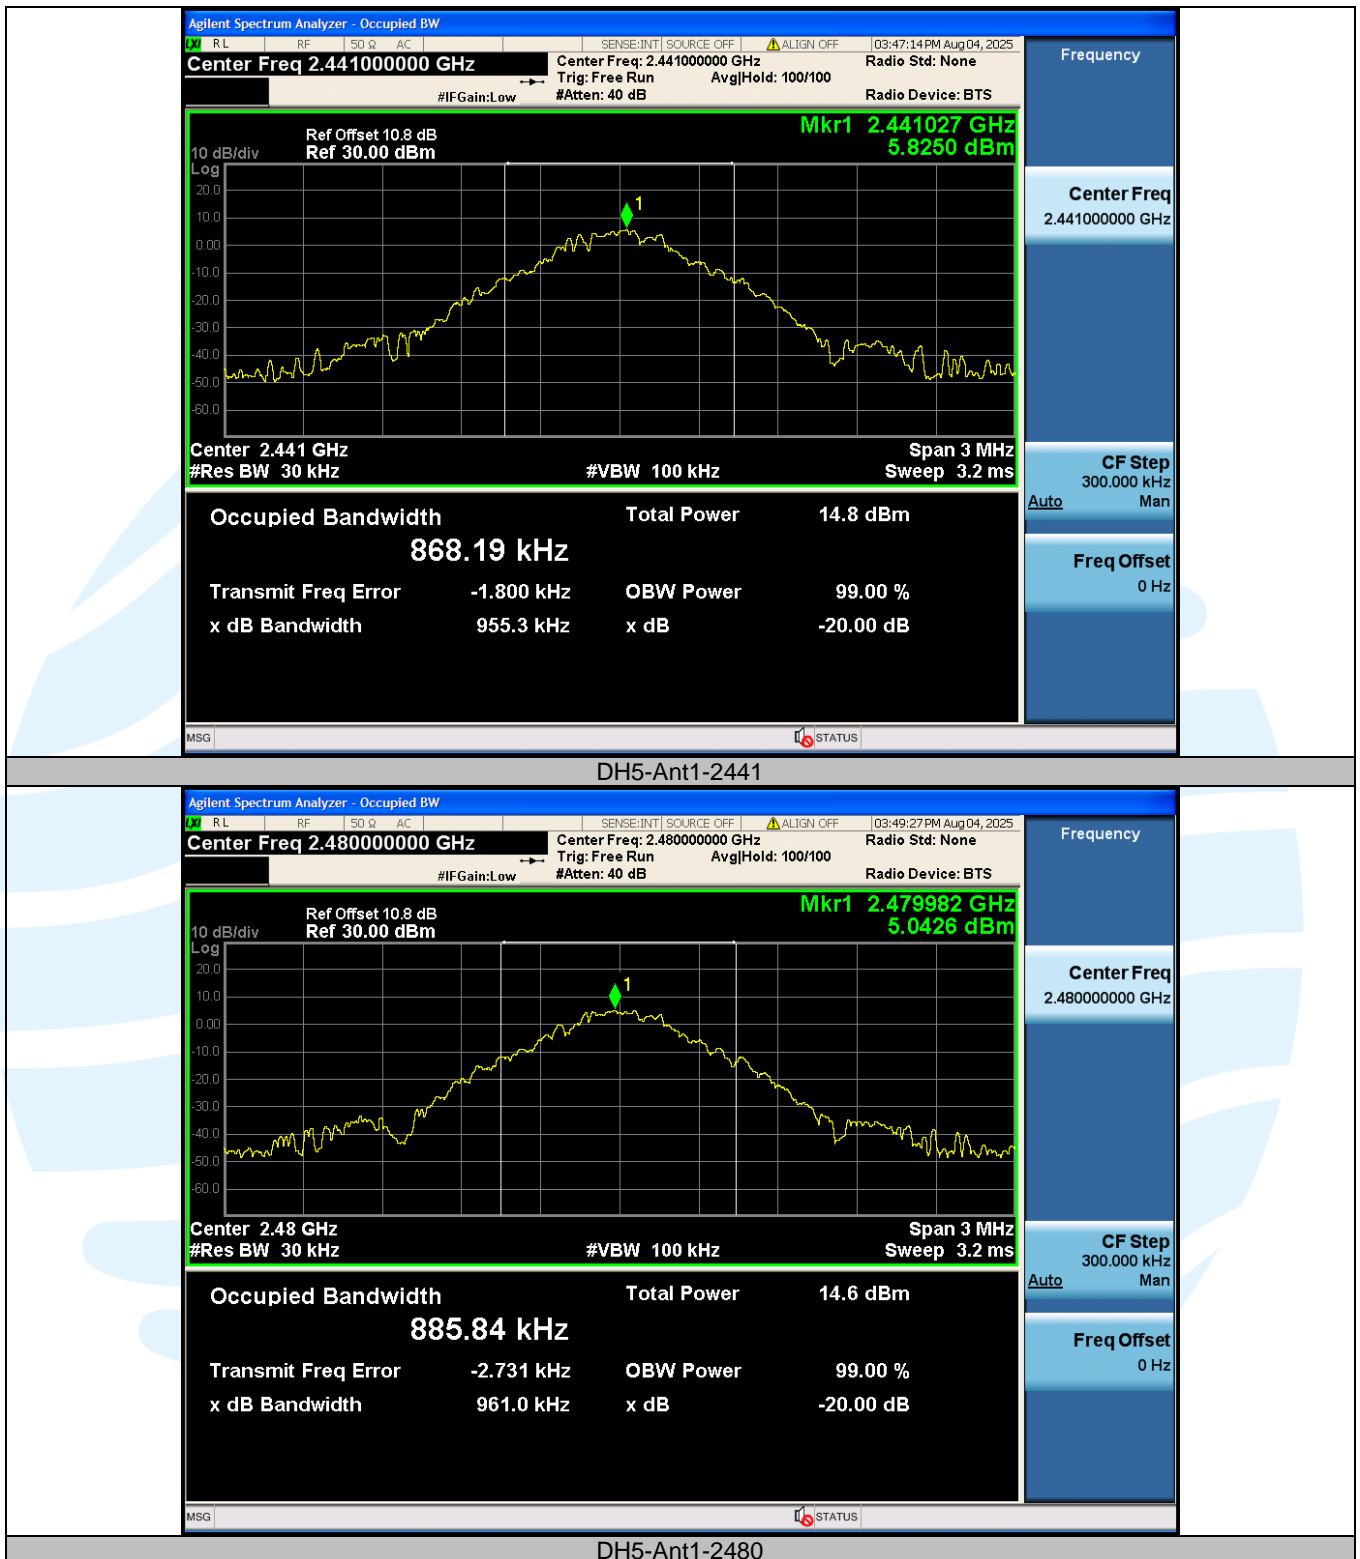 Agilent Spectrum Analyzer - Occupied BW
LXI RL RF 50 Ω AC SENSE:INT SOURCE OFF ALIGN OFF 03:47:14 PM Aug 04, 2025
Center Freq 2.441000000 GHz
Center Freq: 2.441000000 GHz Radio Std: None
Trig: Free Run Avg|Hold: 100/100
#IFGain:Low #Atten: 40 dB Radio Device: BTS
Frequency
Mkr1 2.441027 GHz
5.8250 dBm
Ref Offset 10.8 dB
10 dB/div Ref 30.00 dBm
Log
20.0
10.0
0.00
-10.0
-20.0
-30.0
-40.0
-50.0
-60.0
1
Center 2.441 GHz Span 3 MHz
#Res BW 30 kHz #VBW 100 kHz Sweep 3.2 ms
Center Freq
2.441000000 GHz
CF Step
300.000 kHz
Auto Man
Freq Offset
0 Hz
Occupied Bandwidth Total Power 14.8 dBm
868.19 kHz
Transmit Freq Error -1.800 kHz OBW Power 99.00 %
x dB Bandwidth 955.3 kHz x dB -20.00 dB
MSG STATUS
DH5-Ant1-2441
Agilent Spectrum Analyzer - Occupied BW
LXI RL RF 50 Ω AC SENSE:INT SOURCE OFF ALIGN OFF 03:49:27 PM Aug 04, 2025
Center Freq 2.480000000 GHz
Center Freq: 2.480000000 GHz Radio Std: None
Trig: Free Run Avg|Hold: 100/100
#IFGain:Low #Atten: 40 dB Radio Device: BTS
Frequency
Mkr1 2.479982 GHz
5.0426 dBm
Ref Offset 10.8 dB
10 dB/div Ref 30.00 dBm
Log
20.0
10.0
0.00
-10.0
-20.0
-30.0
-40.0
-50.0
-60.0
1
Center 2.48 GHz Span 3 MHz
#Res BW 30 kHz #VBW 100 kHz Sweep 3.2 ms
Center Freq
2.480000000 GHz
CF Step
300.000 kHz
Auto Man
Freq Offset
0 Hz
Occupied Bandwidth Total Power 14.6 dBm
885.84 kHz
Transmit Freq Error -2.731 kHz OBW Power 99.00 %
x dB Bandwidth 961.0 kHz x dB -20.00 dB
MSG STATUS
DH5-Ant1-2480